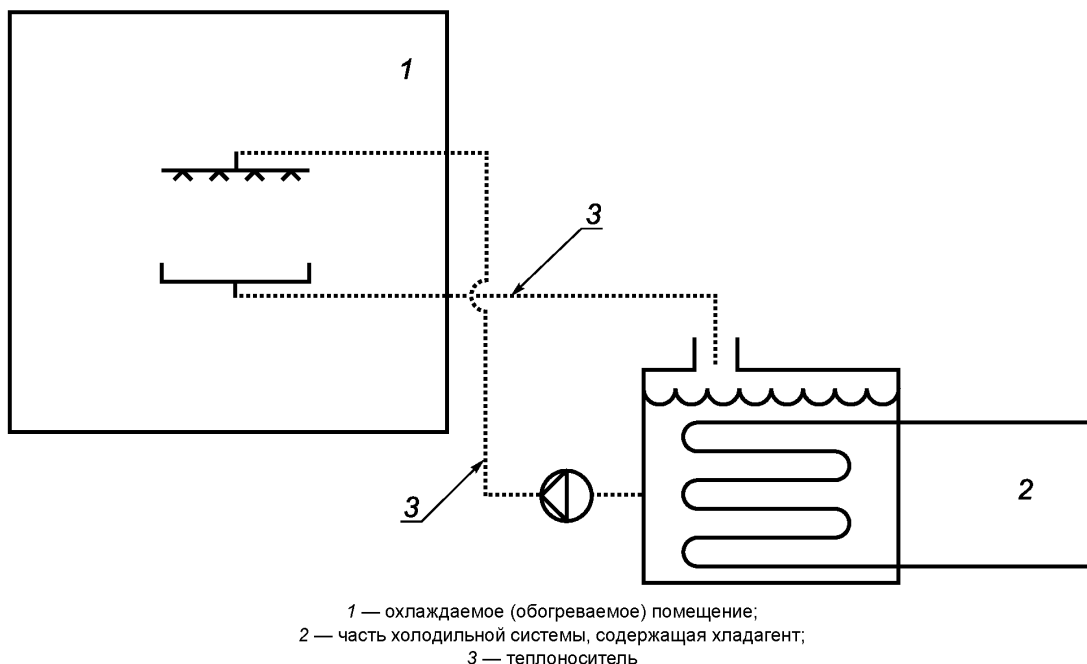 1
3
3
2
1 — охлаждаемое (обогреваемое) помещение;
2 — часть холодильной системы, содержащая хладагент;
3 — теплоноситель